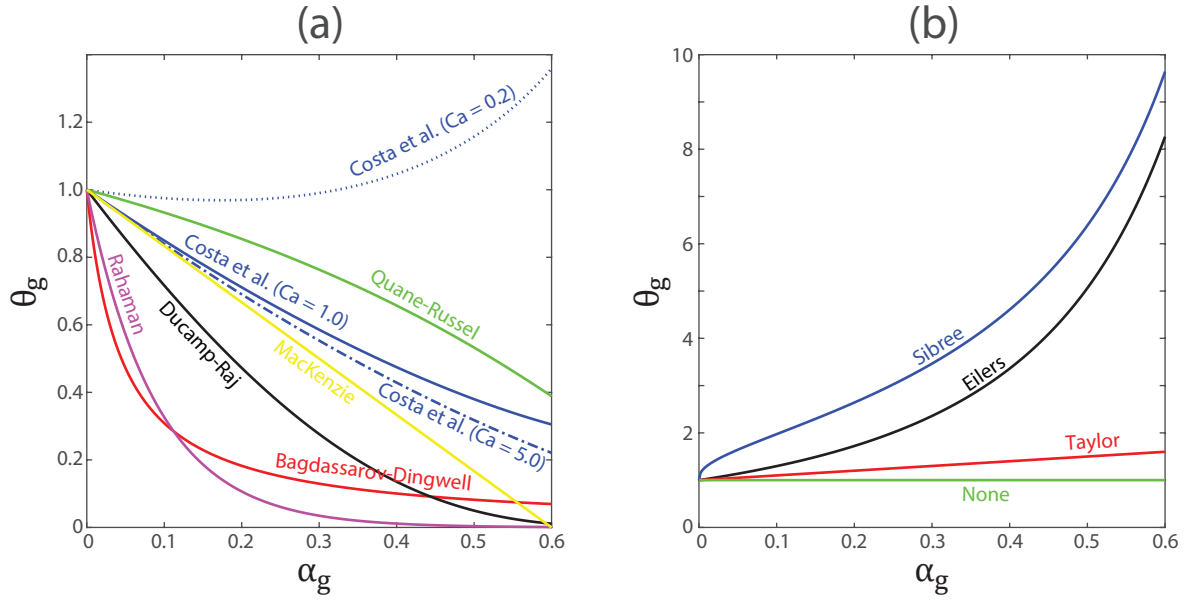 (a)
1.2
1.0
0.8
0.6
0.4
0.2
0
0
0.1
0.2
0.3
0.4
0.5
0.6
θg
αg
Costa et al. (Ca = 0.2)
Quane-Russel
Costa et al. (Ca = 1.0)
Rahaman
Ducamp-Raj
MacKenzie
Costa et al. (Ca = 5.0)
Bagdassarov-Dingwell
(b)
10
8
6
4
2
0
0
0.1
0.2
0.3
0.4
0.5
0.6
θg
αg
Sibree
Eilers
Taylor
None